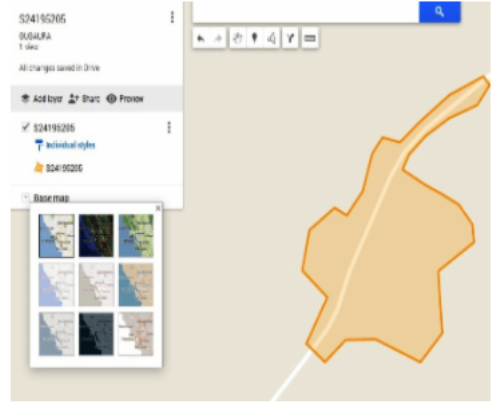 S24195205
1 view
All changes saved in Drive
Add layer Share Preview
S24195205
Individual styles
S24195205
Base map